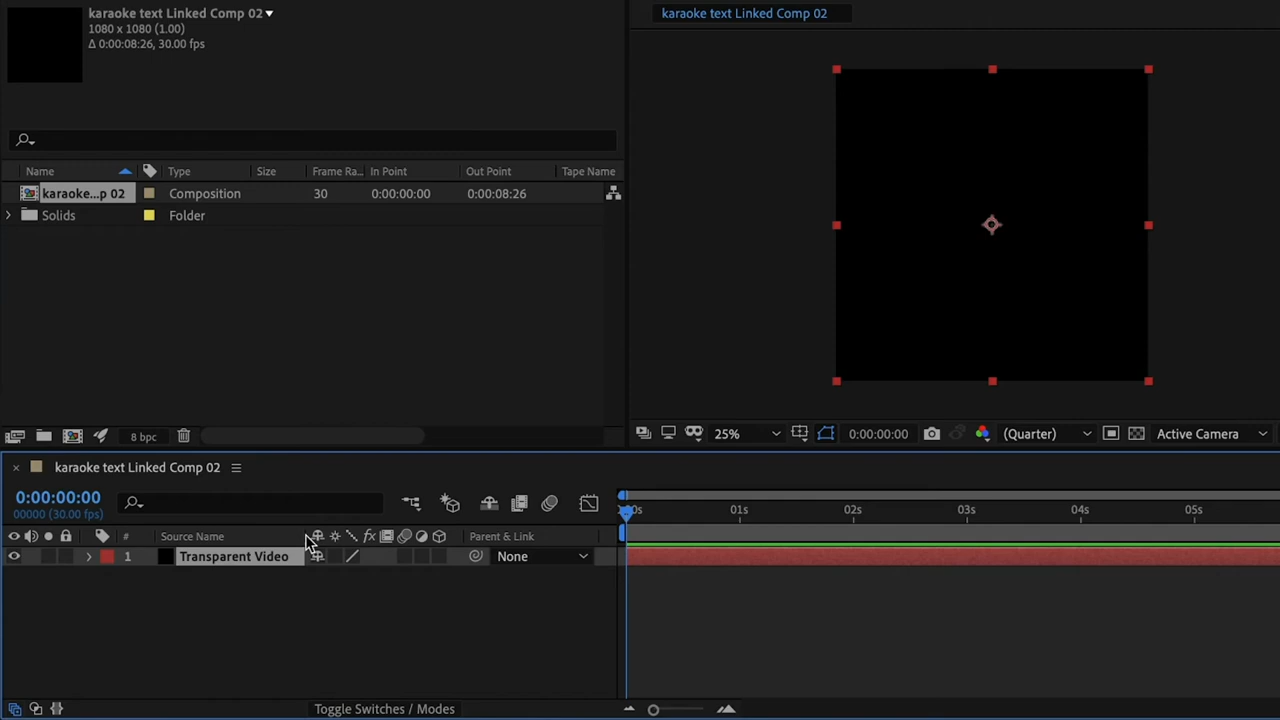 karaoke text Linked Comp 02
1080 x 1080 (1.00)
Δ 0:00:08:26, 30.00 fps
karaoke text Linked Comp 02
Name Type Size Frame Ra... In Point Out Point Tape Name
karaoke...p 02 Composition 30 0:00:00:00 0:00:08:26
Solids Folder
8 bpc
25% 0:00:00:00 (Quarter) Active Camera
karaoke text Linked Comp 02
0:00:00:00
00000 (30.00 fps)
0s 01s 02s 03s 04s 05s
# Source Name fx Parent & Link
1 Transparent Video None
Toggle Switches / Modes